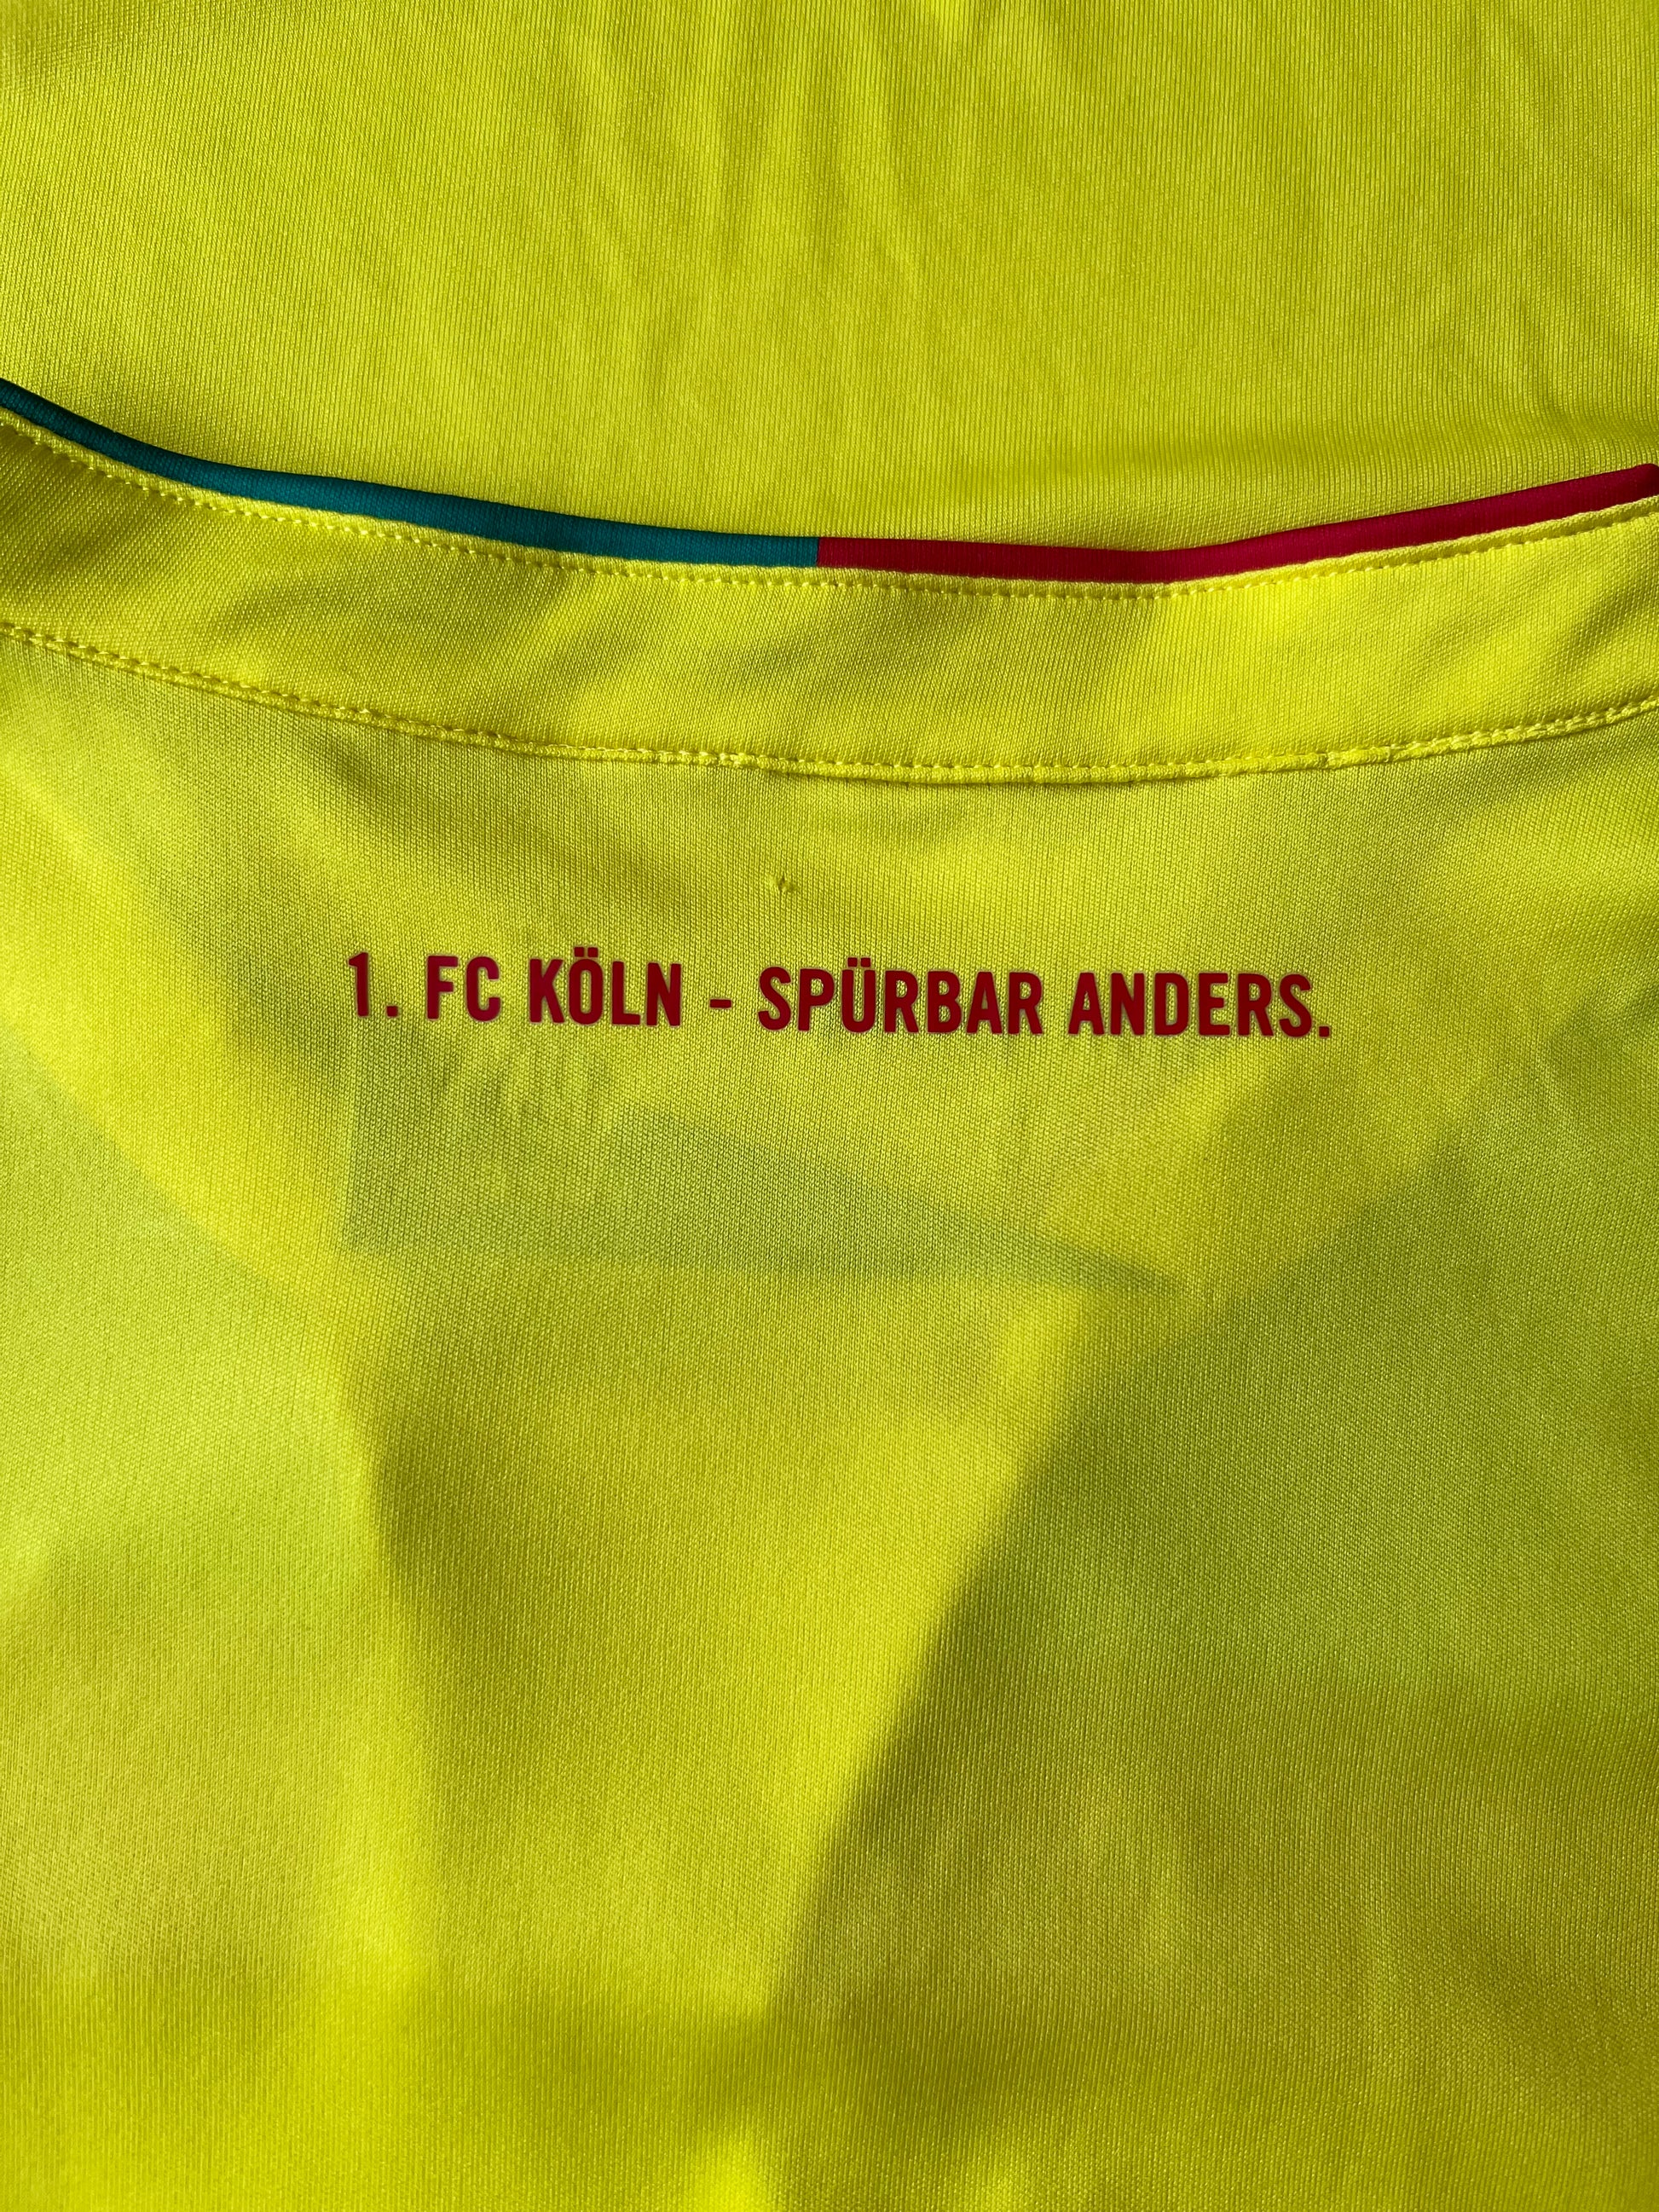 1. FC KÖLN - SPÜRBAR ANDERS.